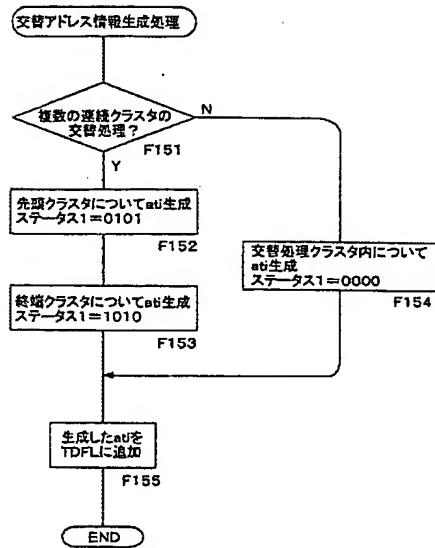 交替アドレス情報生成処理
複数の連続クラスタの
交替処理？
N
F151
Y
先頭クラスタについてati生成
ステータス1＝0101
F152
交替処理クラスタ内について
ati生成
ステータス1＝0000
F154
終端クラスタについてati生成
ステータス1＝1010
F153
生成したatiを
TDFLに追加
F155
END